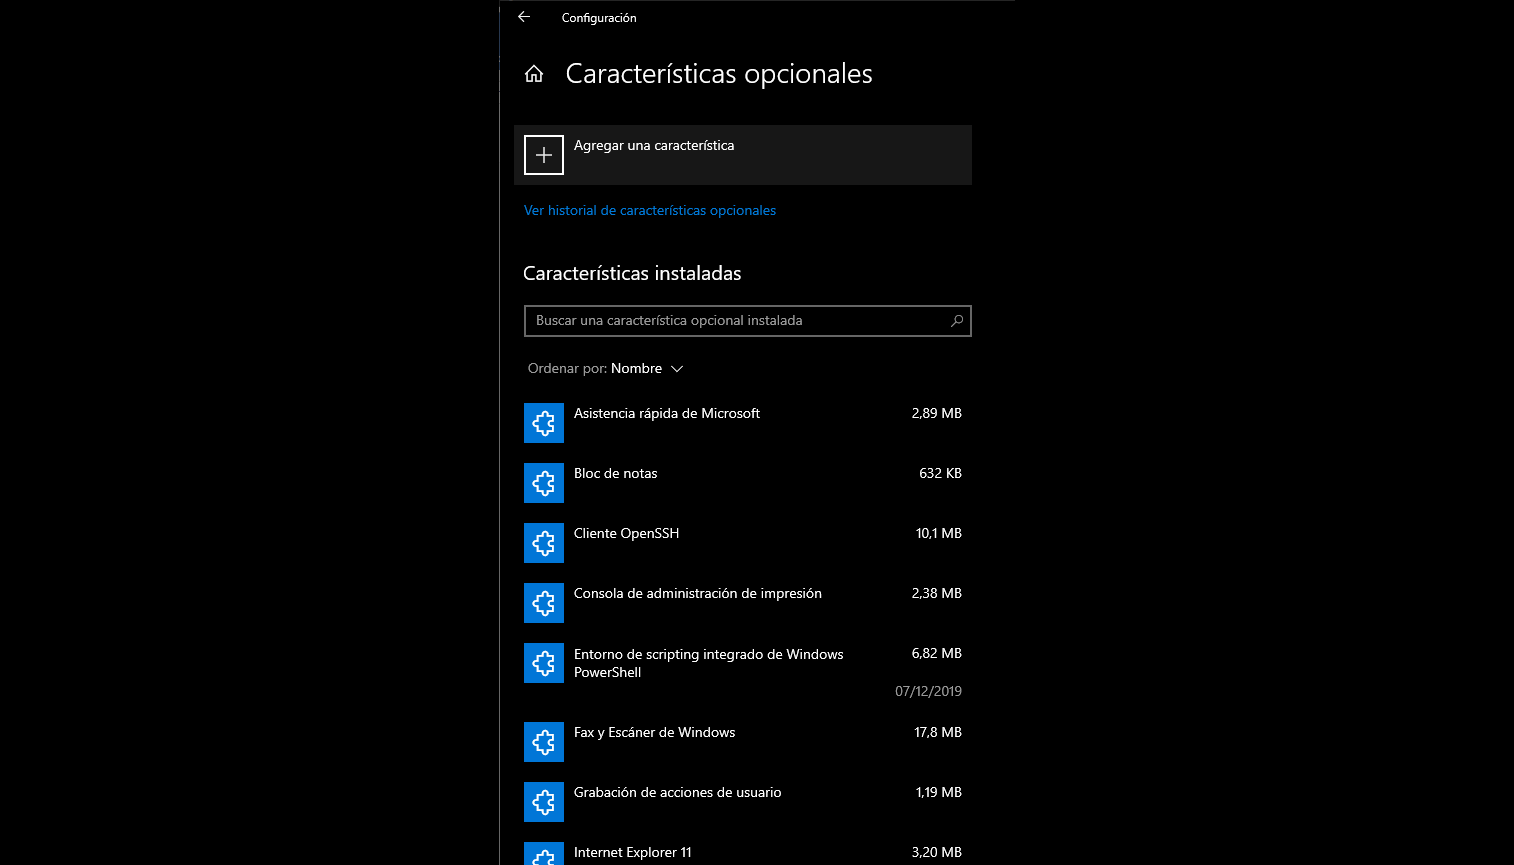 Configuración
Características opcionales
Agregar una característica
Ver historial de características opcionales
Características instaladas
Buscar una característica opcional instalada
Ordenar por: Nombre
Asistencia rápida de Microsoft 2,89 MB
Bloc de notas 632 KB
Cliente OpenSSH 10,1 MB
Consola de administración de impresión 2,38 MB
Entorno de scripting integrado de Windows 6,82 MB
PowerShell
07/12/2019
Fax y Escáner de Windows 17,8 MB
Grabación de acciones de usuario 1,19 MB
Internet Explorer 11 3,20 MB